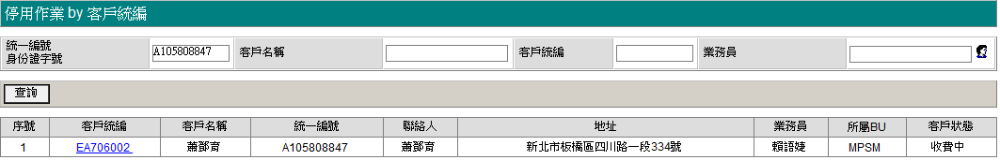 停用作業 by 客戶統編
統一編號
身份證字號
A105808847 客戶名稱 客戶統編 業務員
查詢
序號 客戶統編 客戶名稱 統一編號 聯絡人 地址 業務員 所屬BU 客戶狀態
1 EA706002 蕭鄧育 A105808847 蕭鄧育 新北市板橋區四川路一段334號 賴語婕 MPSM 收費中